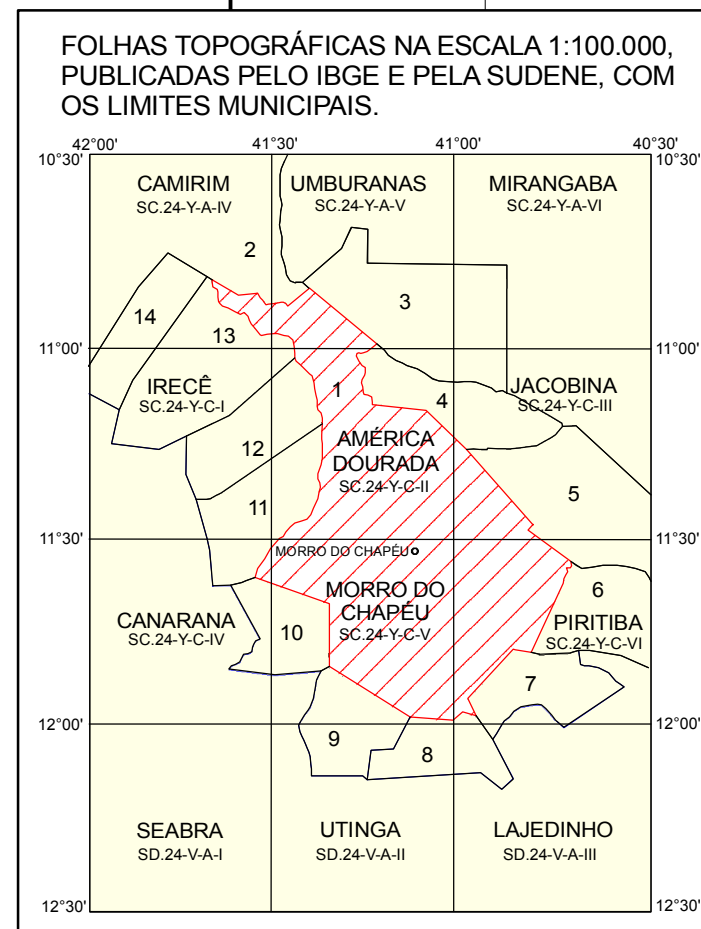 FOLHAS TOPOGRÁFICAS NA ESCALA 1:100.000,
PUBLICADAS PELO IBGE E PELA SUDENE, COM
OS LIMITES MUNICIPAIS.
42°00' 41°30' 41°00' 40°30'
10°30' 10°30'
CAMIRIM UMBURANAS MIRANGABA
SC.24-Y-A-IV SC.24-Y-A-V SC.24-Y-A-VI
2
3
14 13
11°00' 11°00'
IRECÊ 1 JACOBINA
SC.24-Y-C-I 4 SC.24-Y-C-III
12 AMÉRICA
DOURADA
SC.24-Y-C-II
11 5
11°30' 11°30'
MORRO DO CHAPÉU
MORRO DO 6
CHAPÉU
CANARANA PIRITIBA
SC.24-Y-C-IV 10 SC.24-Y-C-V SC.24-Y-C-VI
7
12°00' 12°00'
9 8
SEABRA UTINGA LAJEDINHO
SD.24-V-A-I SD.24-V-A-II SD.24-V-A-III
12°30' 12°30'